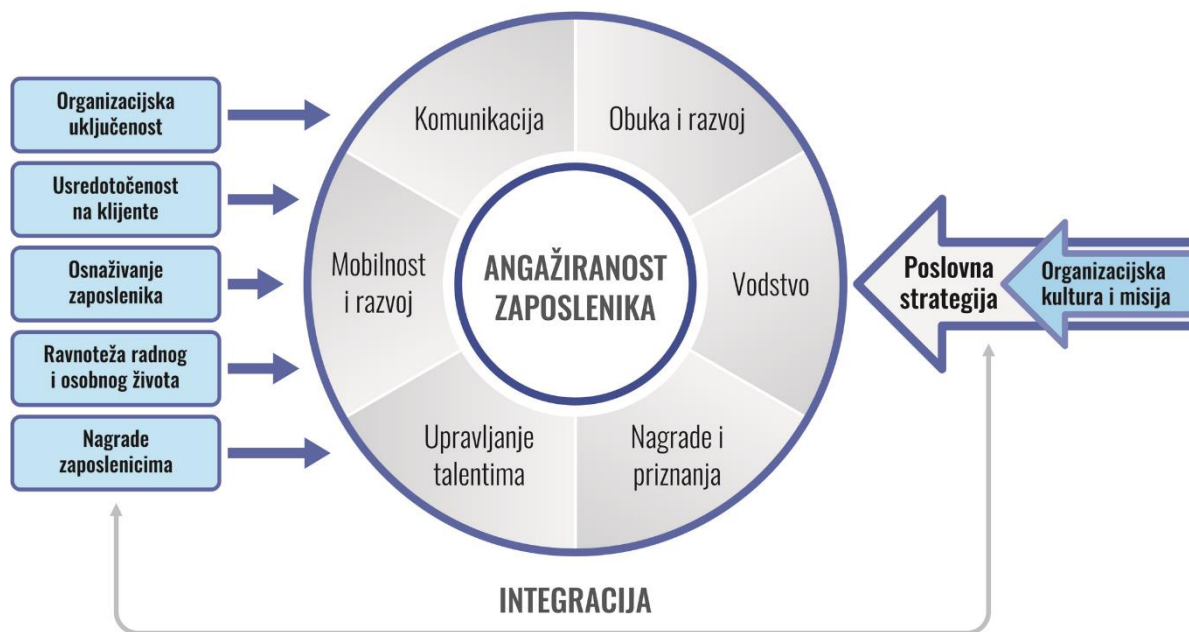 Organizacijska
uključenost
Usredotočenost
na klijente
Osnaživanje
zaposlenika
Ravnoteža radnog
i osobnog života
Nagrade
zaposlenicima
Komunikacija
Obuka i razvoj
Mobilnost
i razvoj
ANGAŽIRANOST
ZAPOSLENIKA
Vodstvo
Upravljanje
talentima
Nagrade i
priznanja
Poslovna
strategija
Organizacijska
kultura i misija
INTEGRACIJA